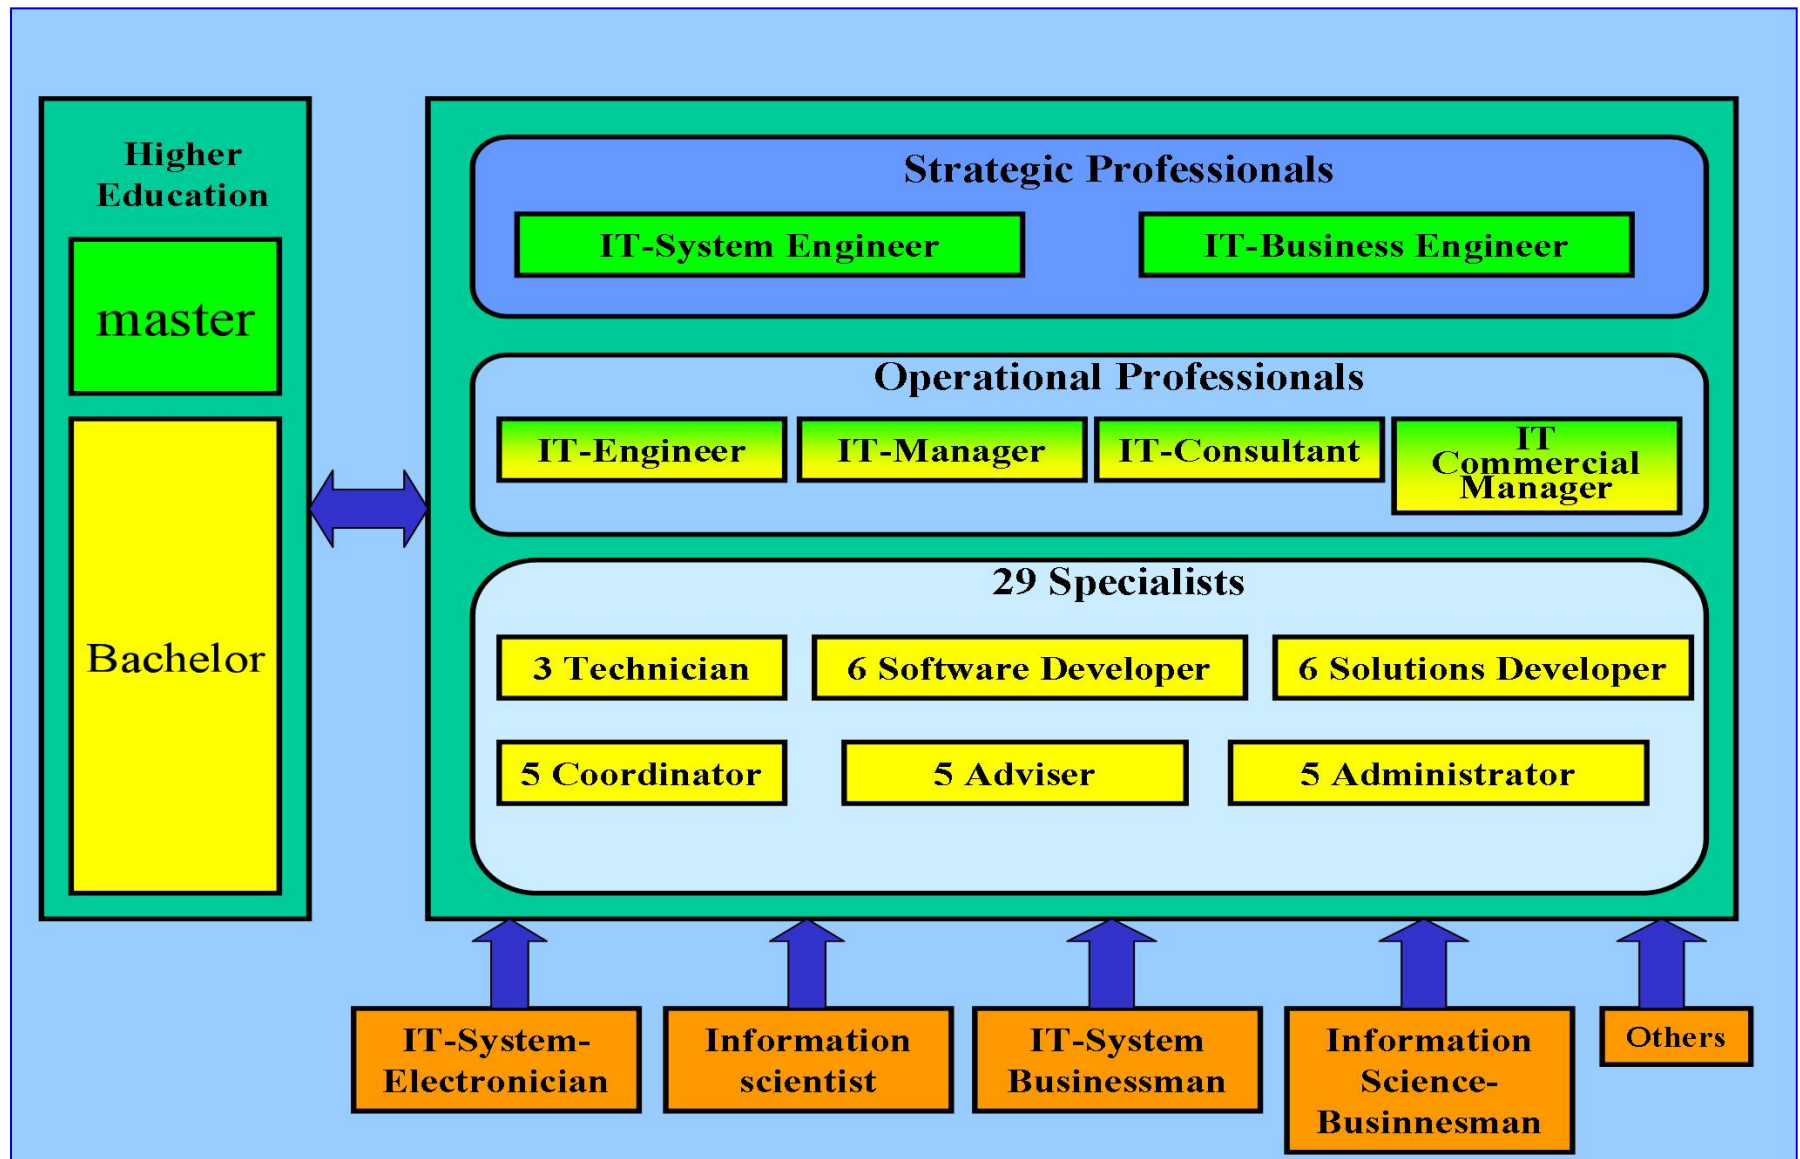 Higher
Education
master
Bachelor
Strategic Professionals
IT-System Engineer
IT-Business Engineer
Operational Professionals
IT-Engineer
IT-Manager
IT-Consultant
IT
Commercial
Manager
29 Specialists
3 Technician
6 Software Developer
6 Solutions Developer
5 Coordinator
5 Adviser
5 Administrator
IT-System-
Electronician
Information
scientist
IT-System
Businessman
Information
Science-
Businnesman
Others